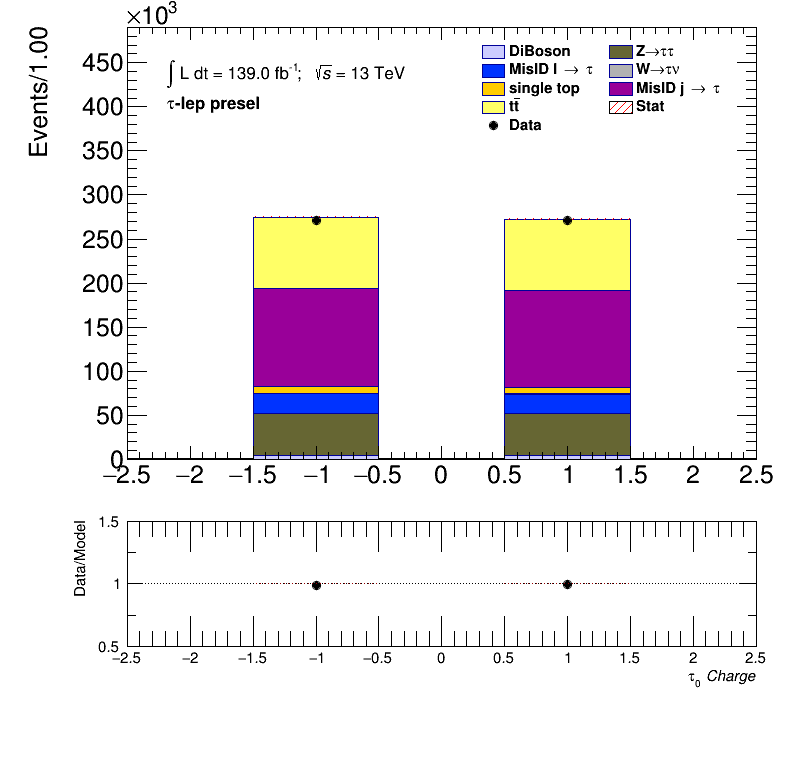 ×10³
Events/1.00
450
400
350
300
250
200
150
100
50
0
∫ L dt = 139.0 fb⁻¹; √s = 13 TeV
τ-lep presel
DiBoson
Z→ττ
MisID l → τ
W→τν
single top
MisID j → τ
tt̄
Stat
Data
−2.5 −2 −1.5 −1 −0.5 0 0.5 1 1.5 2 2.5
Data/Model
1.5
1
0.5
−2.5 −2 −1.5 −1 −0.5 0 0.5 1 1.5 2 2.5
τ₀ Charge